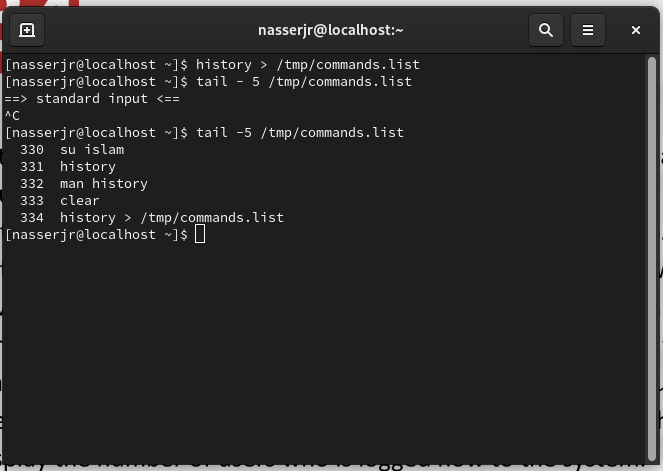 nasserjr@localhost:~
[nasserjr@localhost ~]$ history > /tmp/commands.list
[nasserjr@localhost ~]$ tail - 5 /tmp/commands.list
==> standard input <==
^C
[nasserjr@localhost ~]$ tail -5 /tmp/commands.list
  330  su islam
  331  history
  332  man history
  333  clear
  334  history > /tmp/commands.list
[nasserjr@localhost ~]$